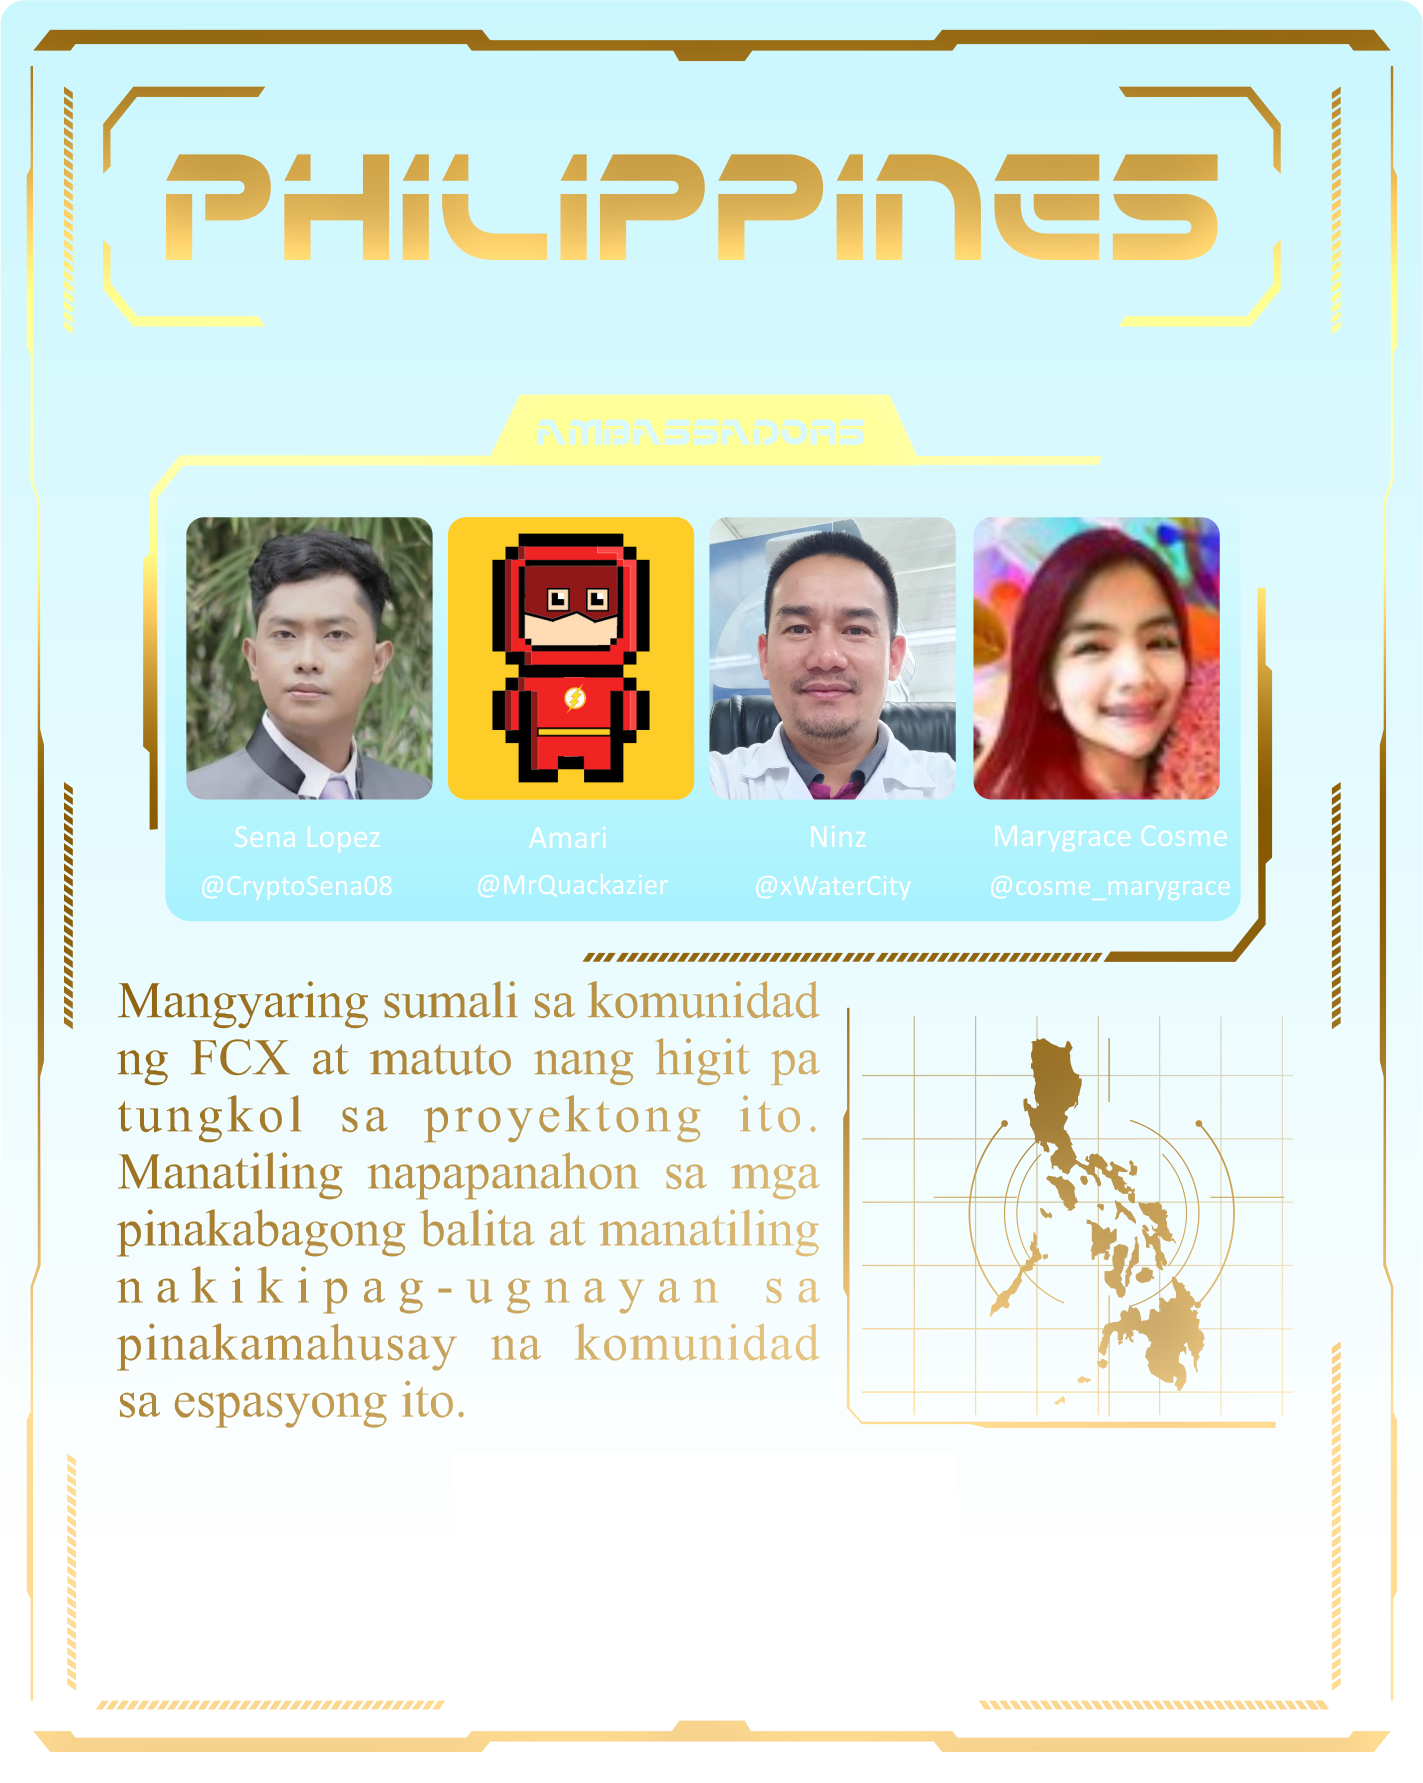 PHILIPPINES
AMBASSADORS
Sena Lopez
Amari
Ninz
Marygrace Cosme
@CryptoSena08
@MrQuackazier
@xWaterCity
@cosme_marygrace
Mangyaring sumali sa komunidad
ng FCX at matuto nang higit pa
tungkol sa proyektong ito.
Manatiling napapanahon sa mga
pinakabagong balita at manatiling
nakikipag-ugnayan sa
pinakamahusay na komunidad
sa espasyong ito.